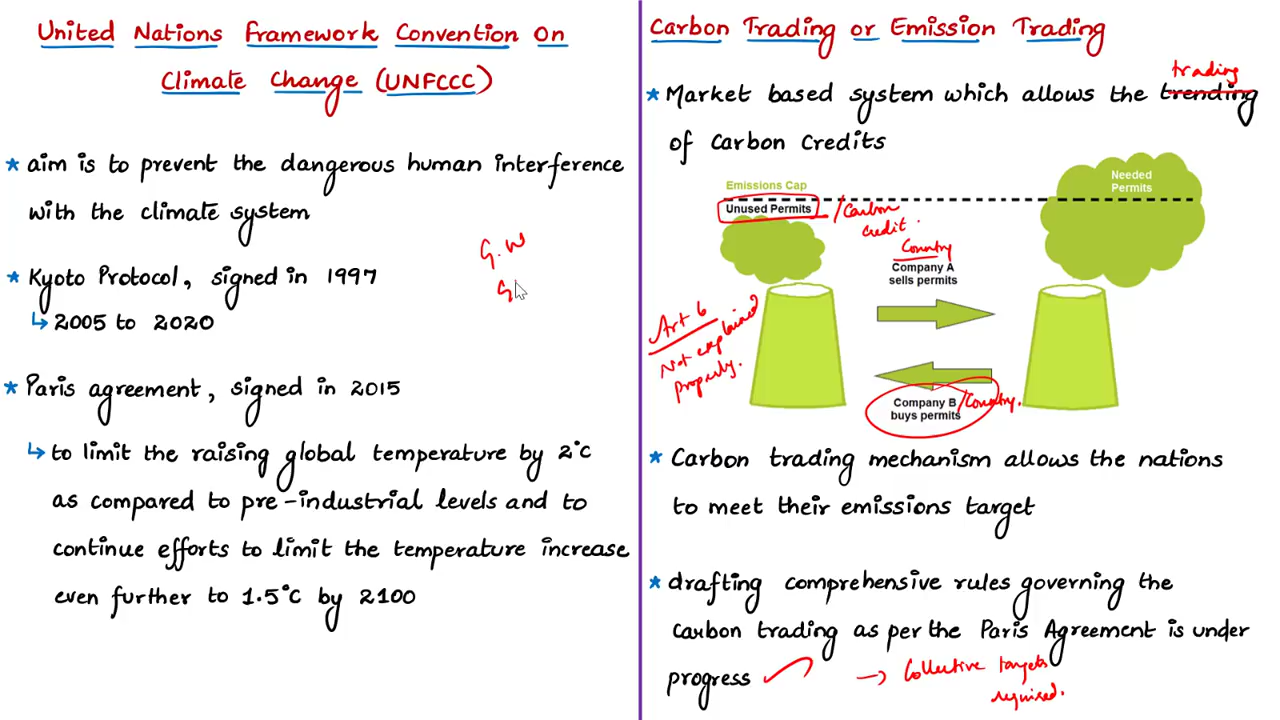 United Nations Framework Convention On
Climate Change (UNFCCC)
* aim is to prevent the dangerous human interference
with the climate system
G. W
G
* Kyoto Protocol, signed in 1997
↳ 2005 to 2020
* Paris agreement, signed in 2015
↳ to limit the raising global temperature by 2°C
as compared to pre-industrial levels and to
continue efforts to limit the temperature increase
even further to 1.5°C by 2100
Carbon Trading or Emission Trading
trading
* Market based system which allows the trending
of Carbon Credits
Emissions Cap
Unused Permits
/Carbon
credit.
Needed
Permits
Country
Company A
sells permits
Art 6
Not explained
properly.
Company B /Country.
buys permits
* Carbon trading mechanism allows the nations
to meet their emissions target
* drafting comprehensive rules governing the
Carbon trading as per the Paris Agreement is under
progress
→ Collective targets
required.